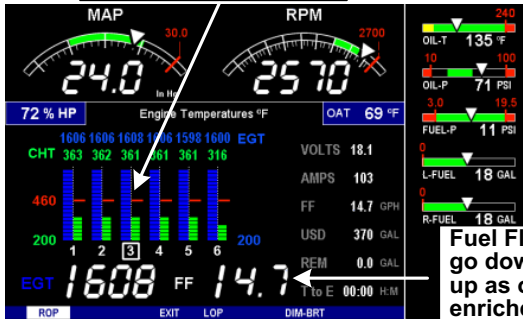 MAP
RPM
30.0
2700
24.0
In Hg
2570
240
OIL-T 135 °F
10 100
OIL-P 71 PSI
3.0 19.5
FUEL-P 11 PSI
0
L-FUEL 18 GAL
0
R-FUEL 18 GAL
72 % HP
Engine Temperatures ºF
OAT 69 ºF
1606 1606 1608 1606 1598 1600 EGT
CHT 363 362 361 361 361 316
460
200
200
1 2 3 4 5 6
VOLTS 18.1
AMPS 103
FF 14.7 GPH
USD 370 GAL
REM 0.0 GAL
T to E 00:00 H:M
EGT 1608 FF 14.7
ROP EXIT LOP DIM-BRT
Fuel
go dow
up as
enriche